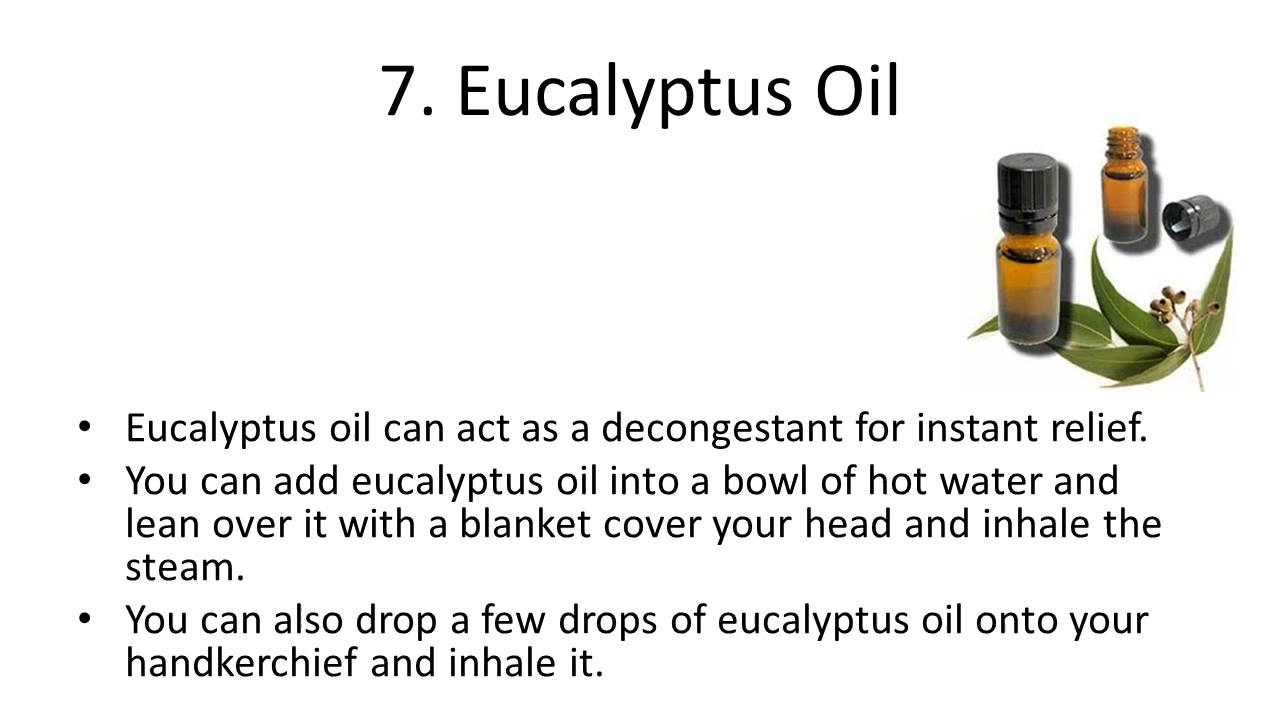 7. Eucalyptus Oil
• Eucalyptus oil can act as a decongestant for instant relief.
• You can add eucalyptus oil into a bowl of hot water and
lean over it with a blanket cover your head and inhale the
steam.
• You can also drop a few drops of eucalyptus oil onto your
handkerchief and inhale it.